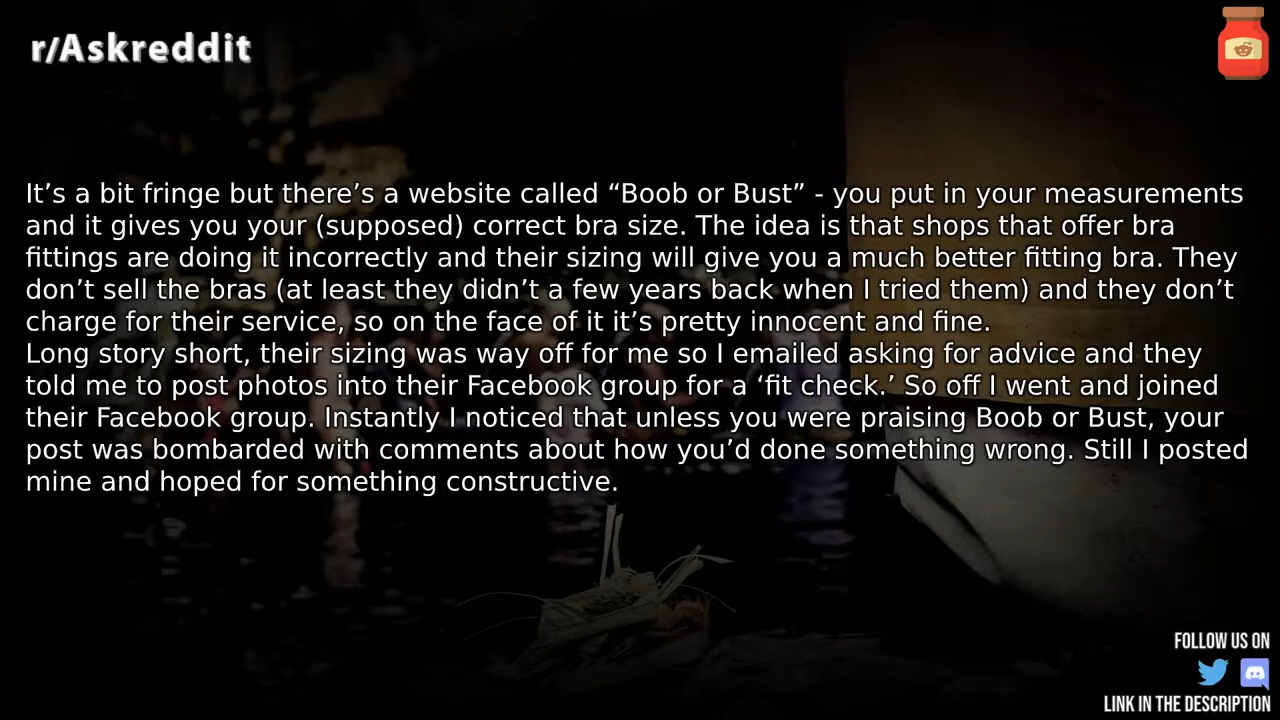 r/Askreddit
It’s a bit fringe but there’s a website called “Boob or Bust” - you put in your measurements
and it gives you your (supposed) correct bra size. The idea is that shops that offer bra
fittings are doing it incorrectly and their sizing will give you a much better fitting bra. They
don’t sell the bras (at least they didn’t a few years back when I tried them) and they don’t
charge for their service, so on the face of it it’s pretty innocent and fine.
Long story short, their sizing was way off for me so I emailed asking for advice and they
told me to post photos into their Facebook group for a ‘fit check.’ So off I went and joined
their Facebook group. Instantly I noticed that unless you were praising Boob or Bust, your
post was bombarded with comments about how you’d done something wrong. Still I posted
mine and hoped for something constructive.
FOLLOW US ON
LINK IN THE DESCRIPTION